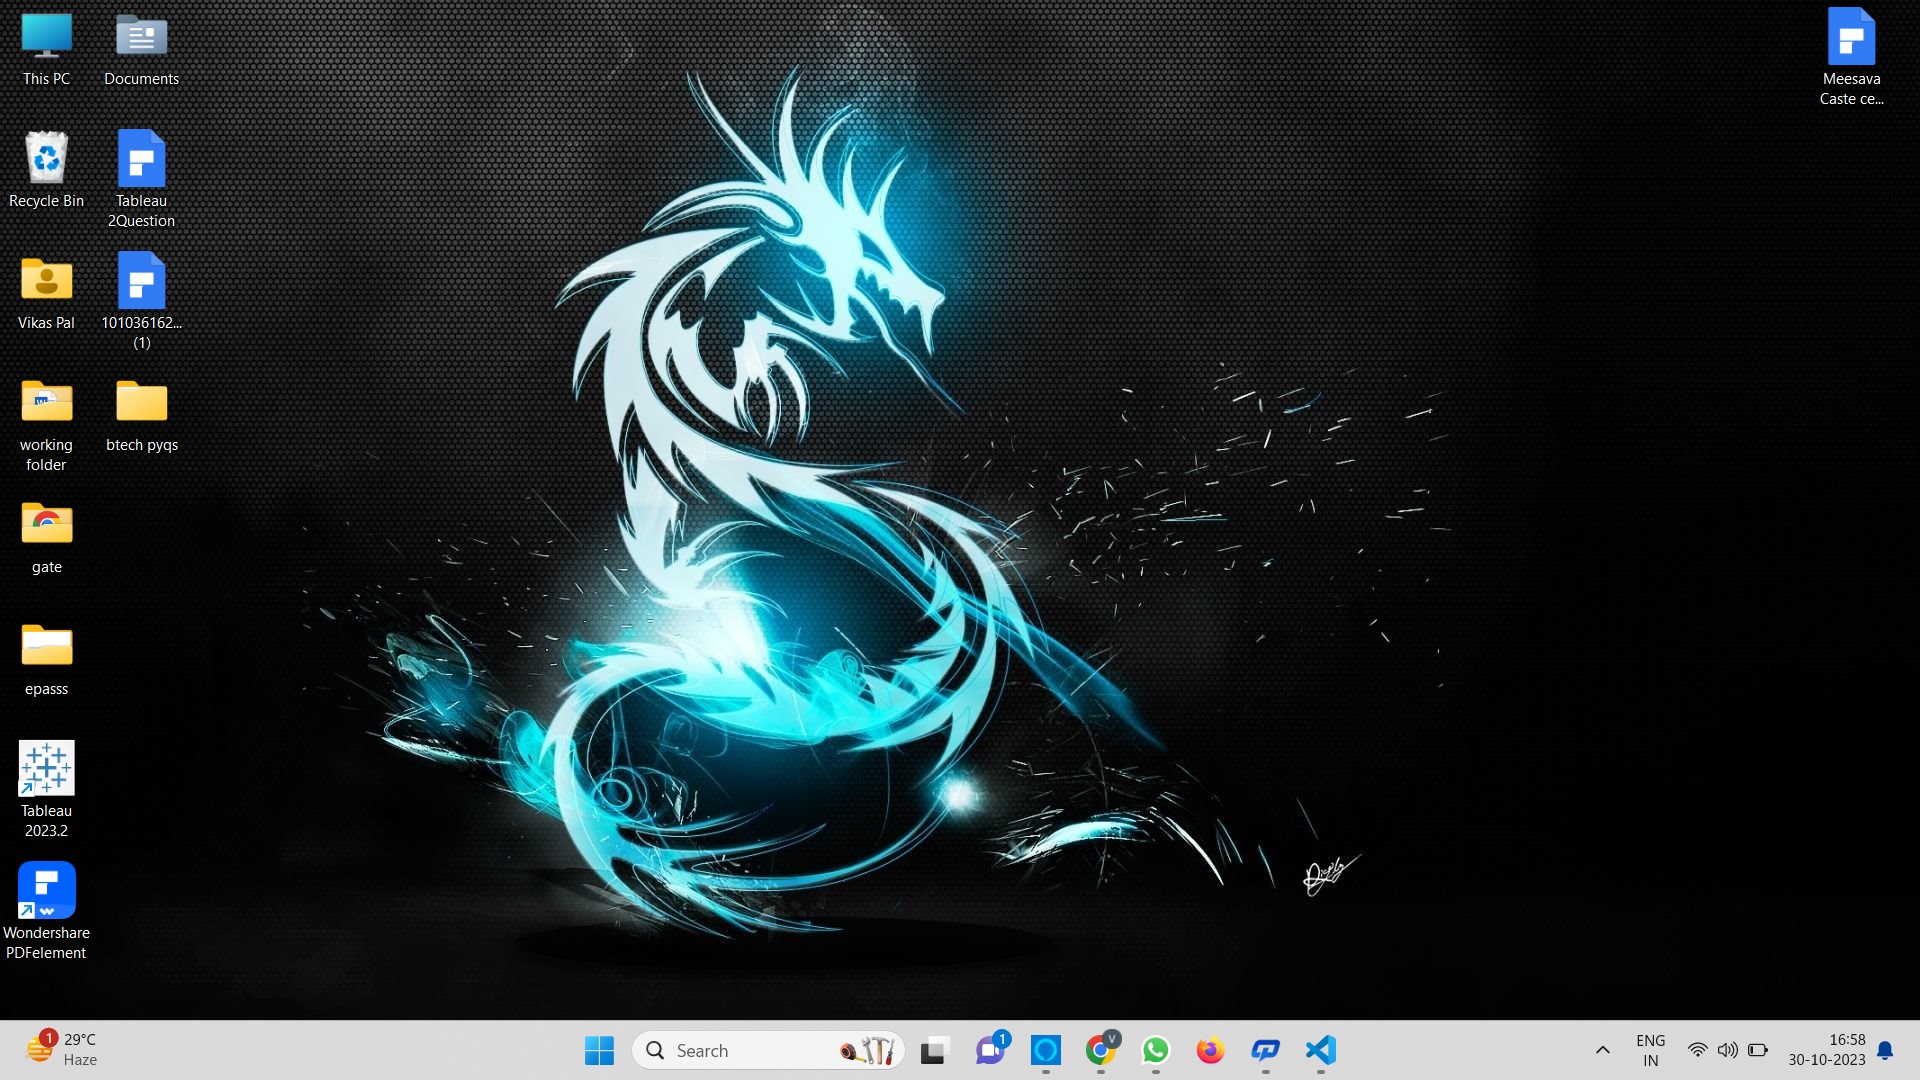 This PC
Documents
Meesava
Caste ce...
Recycle Bin
Tableau
2Question
Vikas Pal
101036162...
(1)
working
folder
btech pyqs
gate
epasss
Tableau
2023.2
Wondershare
PDFelement
1
29°C
Haze
Search
1
V
ENG
IN
16:58
30-10-2023